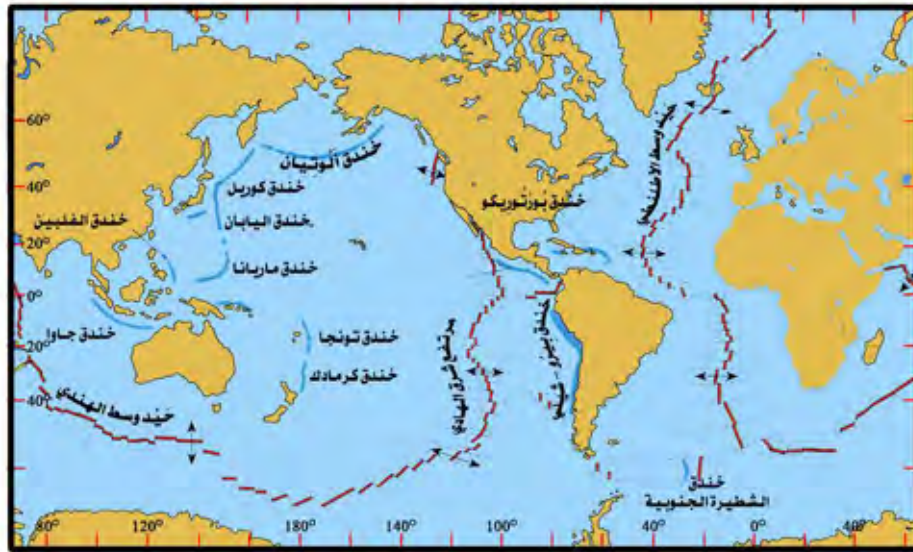 خندق ألوتيان
خندق كوريل
خندق اليابان
خندق الفلبين
خندق ماريانا
خندق جاوا
خندق تونجا
خندق كرمادك
حَيْد وسط الهندي
مرتفع شرق الهادي
خندق بورتوريكو
خندق بيرو - شيلي
حيد وسط الأطلنطي
خندق
الشطيرة الجنوبية
60°
40°
20°
0°
20°
40°
80° 120° 180° 140° 100° 40° 0° 40°